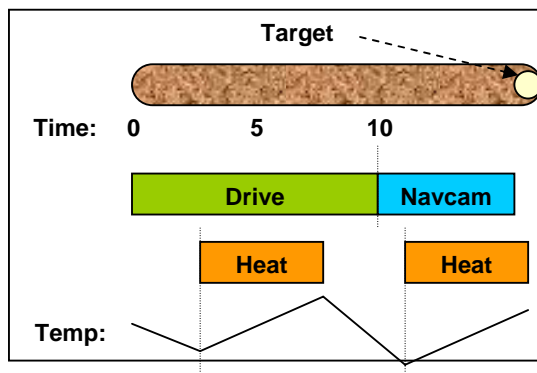 Target
Time: 0 5 10
Drive Navcam
Heat Heat
Temp: